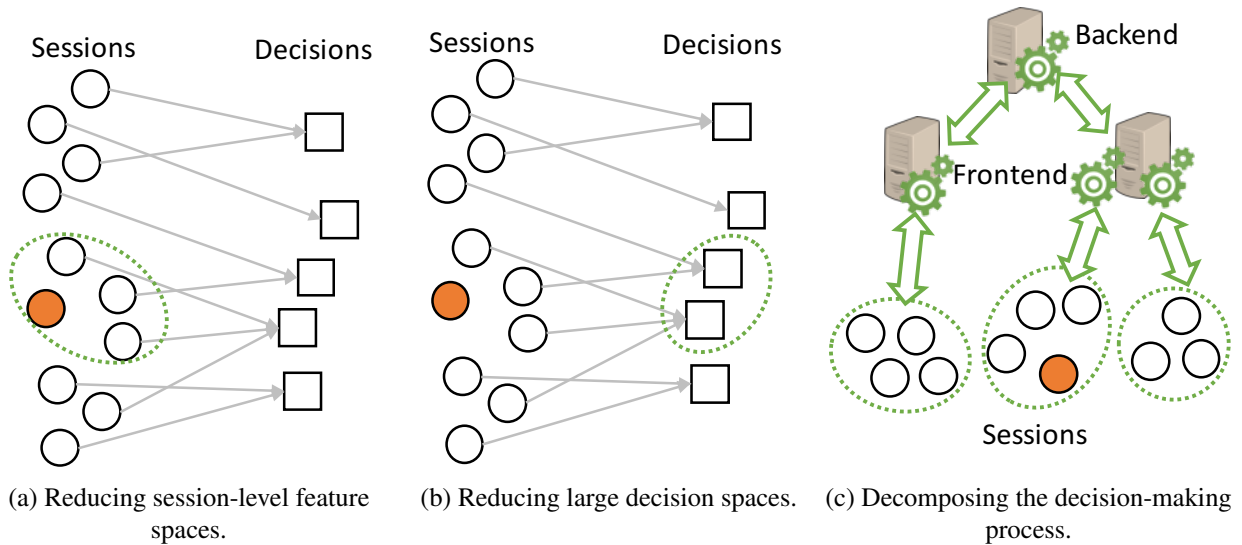 Sessions
Decisions
Sessions
Decisions
Backend
Frontend
Sessions
(a) Reducing session-level feature
spaces.
(b) Reducing large decision spaces.
(c) Decomposing the decision-making
process.